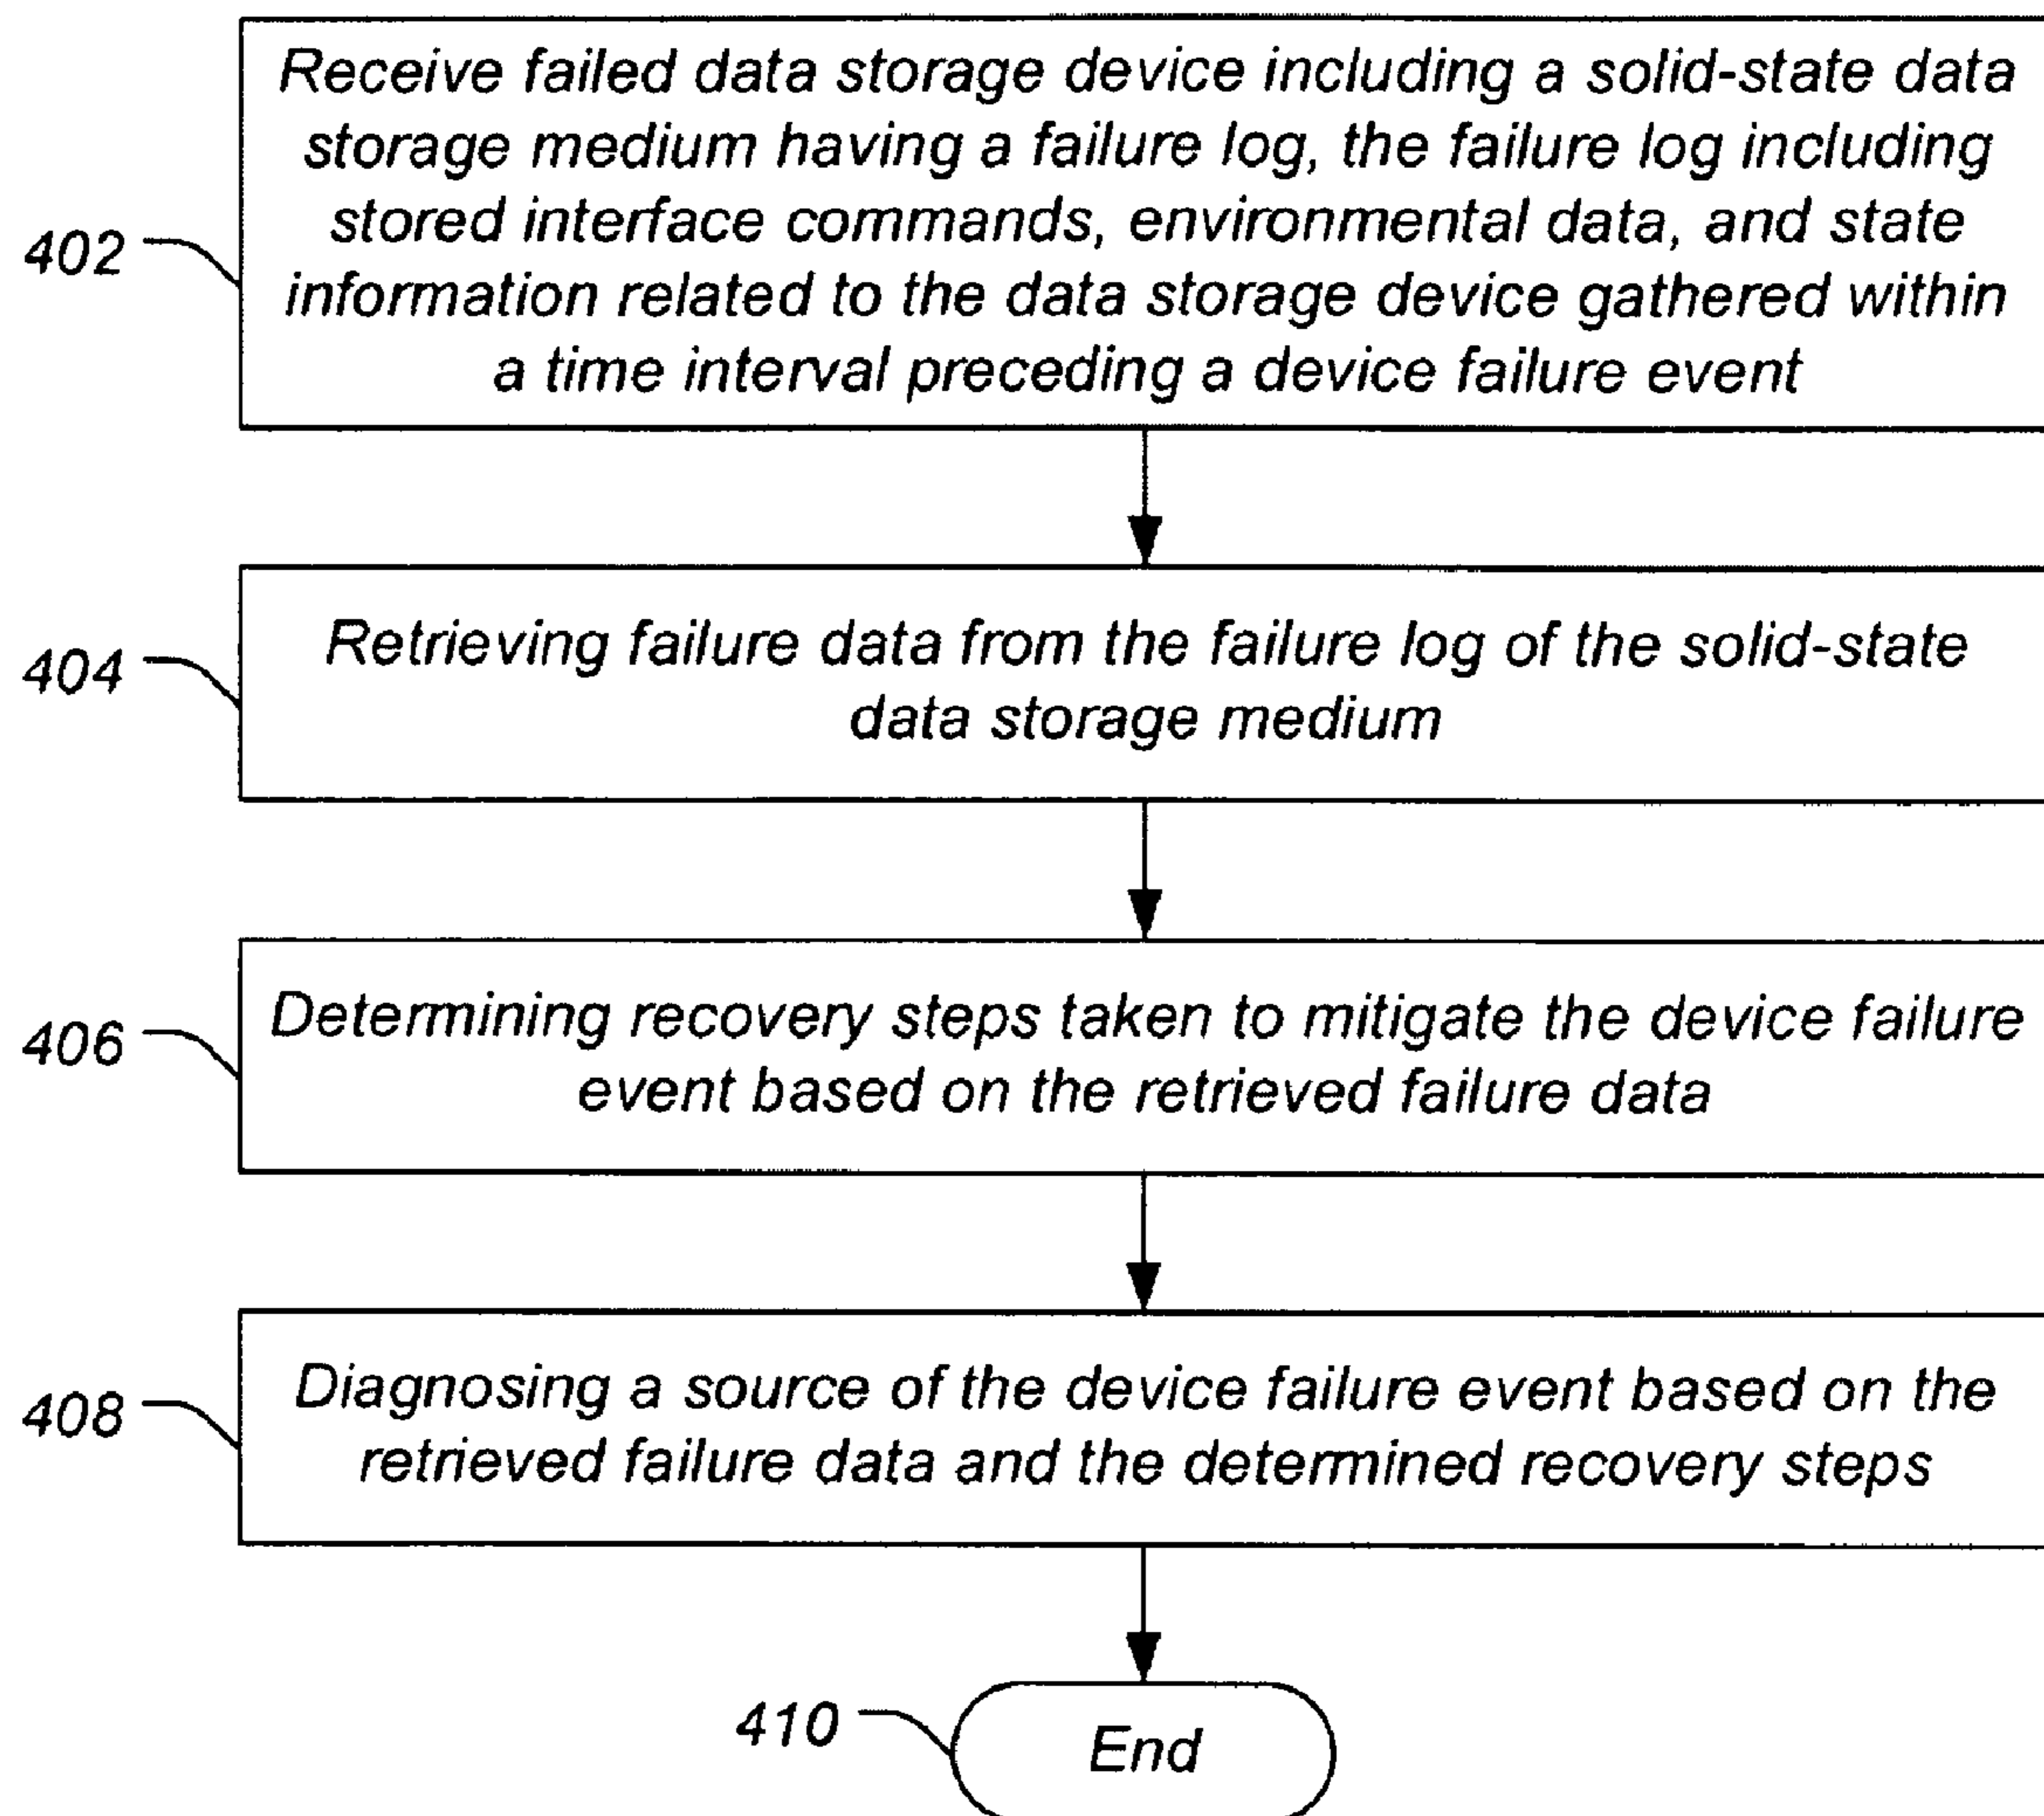 Receive failed data storage device including a solid-state data
storage medium having a failure log, the failure log including
stored interface commands, environmental data, and state
information related to the data storage device gathered within
a time interval preceding a device failure event
402
Retrieving failure data from the failure log of the solid-state
data storage medium
404
Determining recovery steps taken to mitigate the device failure
event based on the retrieved failure data
406
Diagnosing a source of the device failure event based on the
retrieved failure data and the determined recovery steps
408
410
End